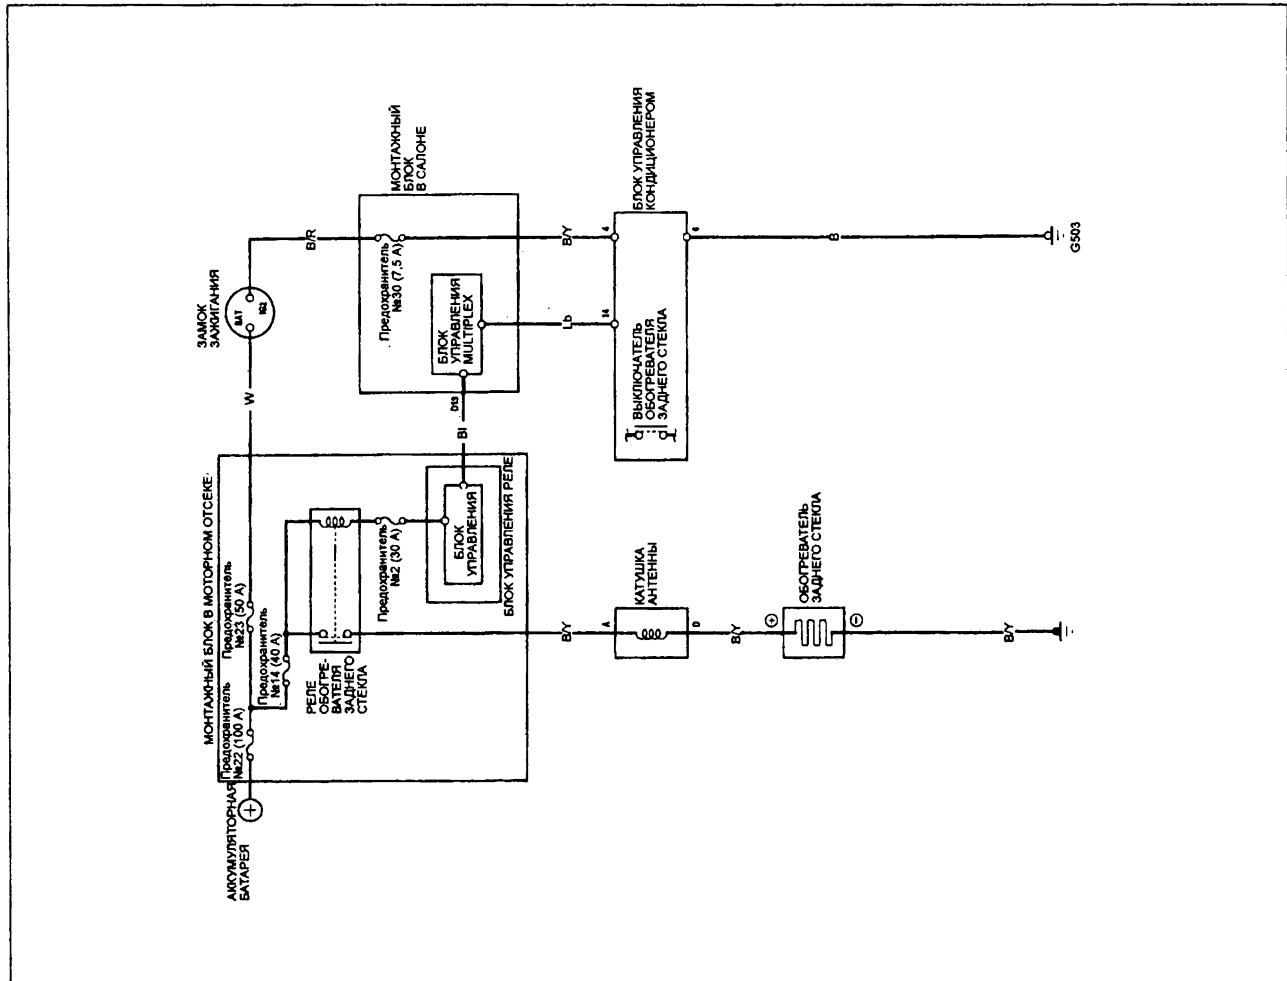 АККУМУЛЯТОРНАЯ
БАТАРЕЯ
МОНТАЖНЫЙ БЛОК В МОТОРНОМ ОТСЕКЕ
Предохранитель
№22 (100 А)
Предохранитель
№23 (50 А)
Предохранитель
№14 (40 А)
РЕЛЕ
ОБОГРЕ-
ВАТЕЛЯ
ЗАДНЕГО
СТЕКЛА
Предохранитель
№2 (30 А)
БЛОК
УПРАВЛЕНИЯ
БЛОК УПРАВЛЕНИЯ РЕЛЕ
W
ЗАМОК
ЗАЖИГАНИЯ
BAT
IG2
B/R
МОНТАЖНЫЙ
БЛОК
В САЛОНЕ
Предохранитель
№30 (7,5 А)
БЛОК
УПРАВЛЕНИЯ
MULTIPLEX
D13
Bl
Lb
B/Y
14
4
БЛОК УПРАВЛЕНИЯ
КОНДИЦИОНЕРОМ
ВЫКЛЮЧАТЕЛЬ
ОБОГРЕВАТЕЛЯ
ЗАДНЕГО СТЕКЛА
B
G503
B/Y
A
КАТУШКА
АНТЕННЫ
D
B/Y
+
ОБОГРЕВАТЕЛЬ
ЗАДНЕГО СТЕКЛА
−
B/Y